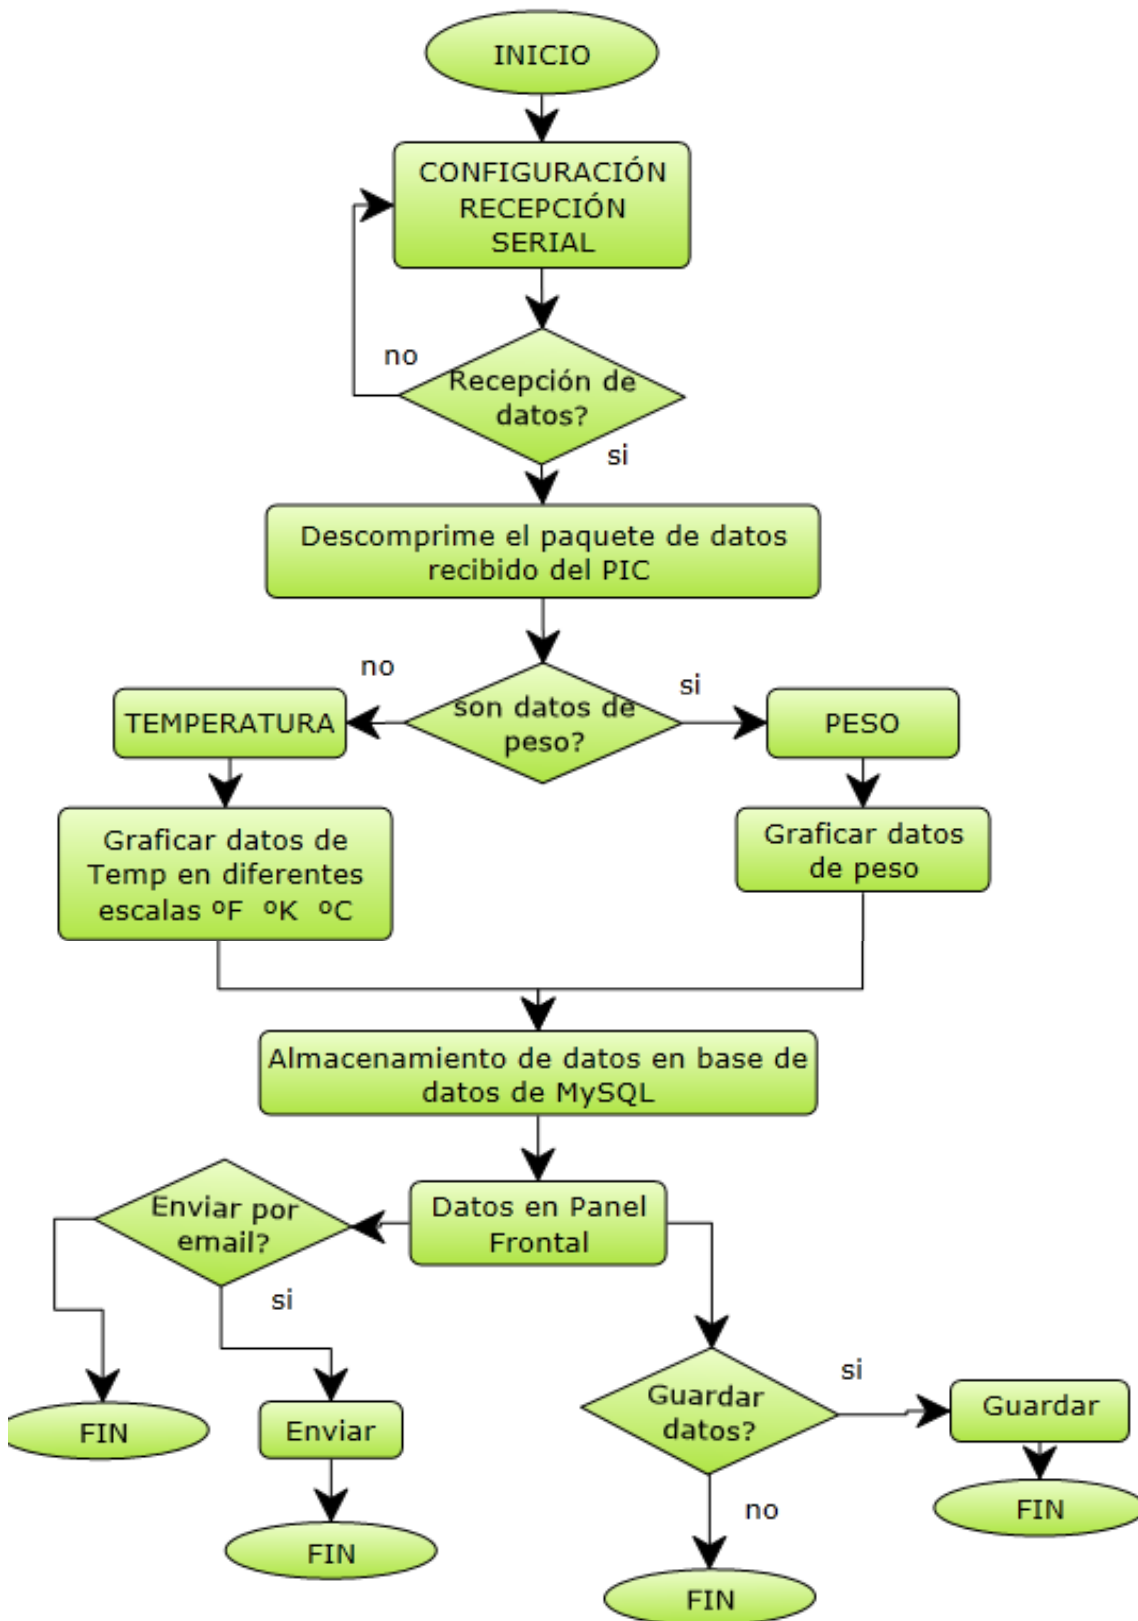 INICIO
CONFIGURACIÓN
RECEPCIÓN
SERIAL
no
Recepción de
datos?
si
Descomprime el paquete de datos
recibido del PIC
no
si
TEMPERATURA
son datos de
peso?
PESO
Graficar datos de
Temp en diferentes
escalas ºF ºK ºC
Graficar datos
de peso
Almacenamiento de datos en base de
datos de MySQL
Enviar por
email?
Datos en Panel
Frontal
si
si
FIN
Enviar
Guardar
datos?
Guardar
no
FIN
FIN
FIN